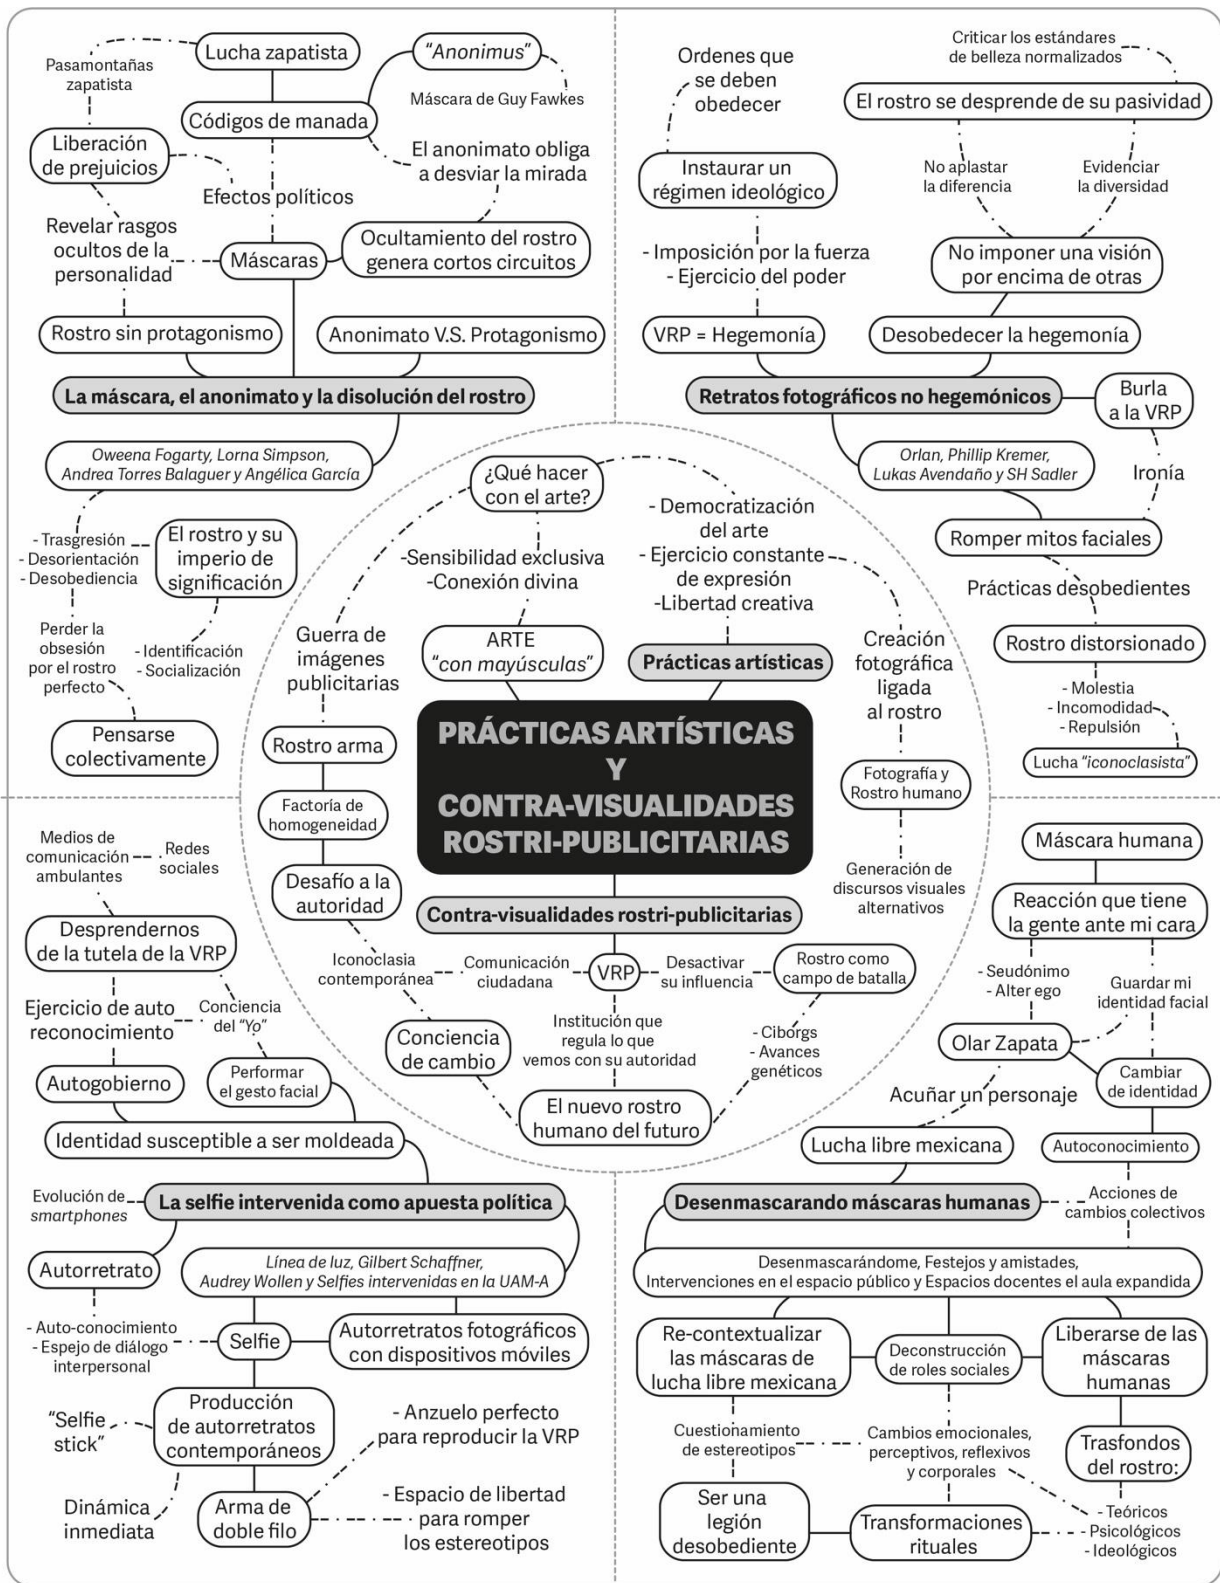 Lucha zapatista
Pasamontañas
zapatista
"Anonimus"
Máscara de Guy Fawkes
Códigos de manada
Liberación
de prejuicios
El anonimato obliga
a desviar la mirada
Efectos políticos
Revelar rasgos
ocultos de la
personalidad
Máscaras
Ocultamiento del rostro
genera cortos circuitos
Rostro sin protagonismo
Anonimato V.S. Protagonismo
La máscara, el anonimato y la disolución del rostro
Oweena Fogarty, Lorna Simpson,
Andrea Torres Balaguer y Angélica García
- Trasgresión
- Desorientación
- Desobediencia
El rostro y su
imperio de
significación
Perder la
obsesión
por el rostro
perfecto
- Identificación
- Socialización
Pensarse
colectivamente
Ordenes que
se deben
obedecer
Criticar los estándares
de belleza normalizados
El rostro se desprende de su pasividad
Instaurar un
régimen ideológico
No aplastar
la diferencia
Evidenciar
la diversidad
- Imposición por la fuerza
- Ejercicio del poder
No imponer una visión
por encima de otras
VRP = Hegemonía
Desobedecer la hegemonía
Retratos fotográficos no hegemónicos
Burla
a la VRP
Orlan, Phillip Kremer,
Lukas Avendaño y SH Sadler
Ironía
Romper mitos faciales
Prácticas desobedientes
Rostro distorsionado
- Molestia
- Incomodidad
- Repulsión
Lucha "iconoclasista"
¿Qué hacer
con el arte?
- Democratización
del arte
- Ejercicio constante
de expresión
-Libertad creativa
-Sensibilidad exclusiva
-Conexión divina
Guerra de
imágenes
publicitarias
ARTE
"con mayúsculas"
Prácticas artísticas
Creación
fotográfica
ligada
al rostro
PRÁCTICAS ARTÍSTICAS
Y
CONTRA-VISUALIDADES
ROSTRI-PUBLICITARIAS
Rostro arma
Factoría de
homogeneidad
Desafío a la
autoridad
Fotografía y
Rostro humano
Generación de
discursos visuales
alternativos
Contra-visualidades rostri-publicitarias
Iconoclasia
contemporánea
Comunicación
ciudadana
VRP
Desactivar
su influencia
Rostro como
campo de batalla
Conciencia
de cambio
Institución que
regula lo que
vemos con su autoridad
- Ciborgs
- Avances
genéticos
El nuevo rostro
humano del futuro
Medios de
comunicación
ambulantes
Redes
sociales
Desprendernos
de la tutela de la VRP
Ejercicio de auto
reconocimiento
Conciencia
del "Yo"
Autogobierno
Performar
el gesto facial
Identidad susceptible a ser moldeada
Evolución de
smartphones
La selfie intervenida como apuesta política
Autorretrato
Línea de luz, Gilbert Schaffner,
Audrey Wollen y Selfies intervenidas en la UAM-A
- Auto-conocimiento
- Espejo de diálogo
interpersonal
Selfie
Autorretratos fotográficos
con dispositivos móviles
"Selfie
stick"
Producción
de autorretratos
contemporáneos
- Anzuelo perfecto
para reproducir la VRP
Dinámica
inmediata
Arma de
doble filo
- Espacio de libertad
para romper
los estereotipos
Máscara humana
Reacción que tiene
la gente ante mi cara
- Seudónimo
- Alter ego
Guardar mi
identidad facial
Olar Zapata
Cambiar
de identidad
Acuñar un personaje
Lucha libre mexicana
Autoconocimiento
Desenmascarando máscaras humanas
Acciones de
cambios colectivos
Desenmascarándome, Festejos y amistades,
Intervenciones en el espacio público y Espacios docentes el aula expandida
Re-contextualizar
las máscaras de
lucha libre mexicana
Deconstrucción
de roles sociales
Liberarse de las
máscaras
humanas
Cuestionamiento
de estereotipos
Cambios emocionales,
perceptivos, reflexivos
y corporales
Trasfondos
del rostro:
Ser una
legión
desobediente
Transformaciones
rituales
- Teóricos
- Psicológicos
- Ideológicos